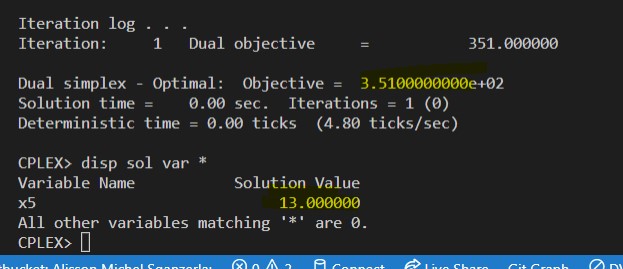 Iteration log . . .
Iteration:     1   Dual objective     =          351.000000
Dual simplex - Optimal:  Objective =  3.5100000000e+02
Solution time =    0.00 sec.  Iterations = 1 (0)
Deterministic time = 0.00 ticks  (4.80 ticks/sec)
CPLEX> disp sol var *
Variable Name           Solution Value
x5                           13.000000
All other variables matching '*' are 0.
CPLEX>
Alisson Michel Sganzerla: 0 2 Connect Live Share Git Graph